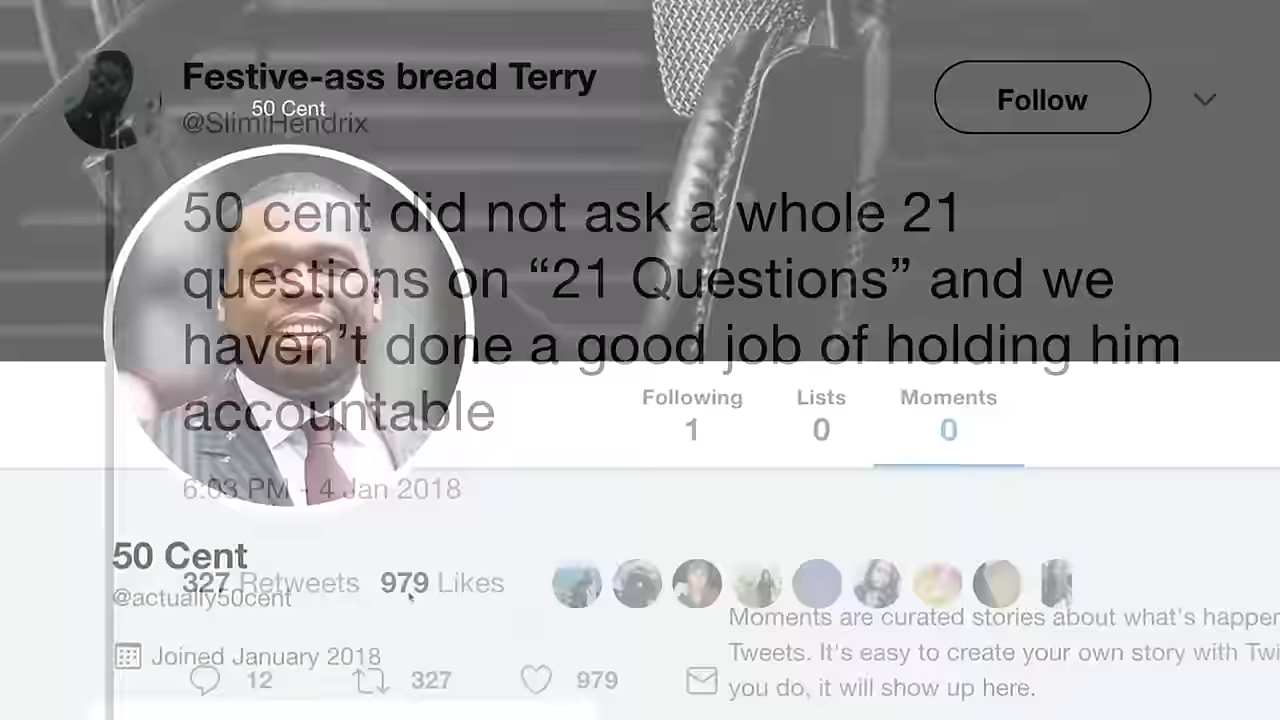 Festive-ass bread Terry
50 Cent
@SlimiHendrix
Follow
50 cent did not ask a whole 21
questions on “21 Questions” and we
haven’t done a good job of holding him
accountable
Following
1
Lists
0
Moments
0
6:03 PM - 4 Jan 2018
50 Cent
@actually50cent
327 Retweets 979 Likes
Joined January 2018
12
327
979
Moments are curated stories about what's happen
Tweets. It's easy to create your own story with Twi
you do, it will show up here.